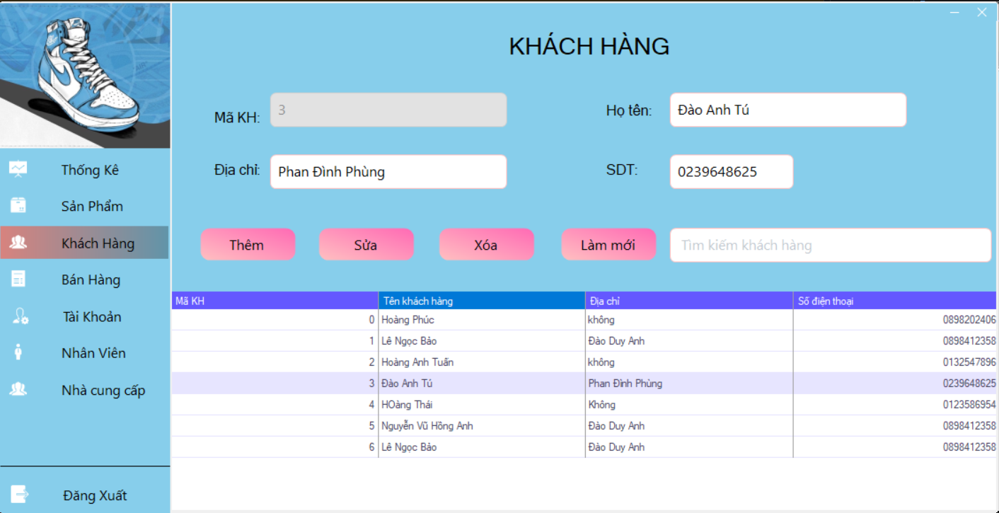 KHÁCH HÀNG
Mã KH: 3
Họ tên: Đào Anh Tú
Địa chỉ: Phan Đình Phùng
SDT: 0239648625
Thêm Sửa Xóa Làm mới Tìm kiếm khách hàng
Thống Kê
Sản Phẩm
Khách Hàng
Bán Hàng
Tài Khoản
Nhân Viên
Nhà cung cấp
Đăng Xuất
Mã KH Tên khách hàng Địa chỉ Số điện thoại
0 Hoàng Phúc không 0898202406
1 Lê Ngọc Bảo Đào Duy Anh 0898412358
2 Hoàng Anh Tuấn không 0132547896
3 Đào Anh Tú Phan Đình Phùng 0239648625
4 HOàng Thái Không 0123586954
5 Nguyễn Vũ Hồng Anh Đào Duy Anh 0898412358
6 Lê Ngọc Bảo Đào Duy Anh 0898412358